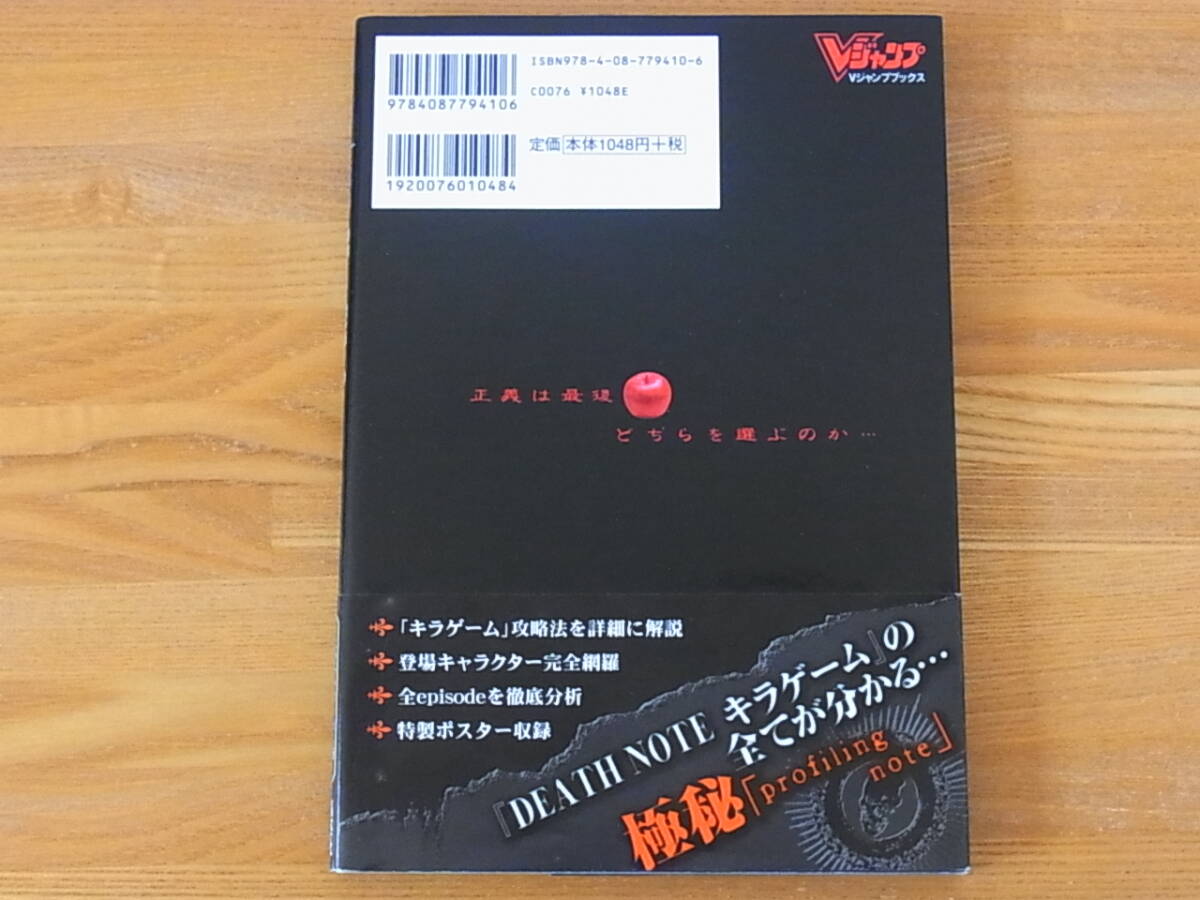 ISBN978-4-08-779410-6
9784087794106
C0076 ¥1048E
定価 本体1048円+税
1920076010484
Vジャンプ
Vジャンプブックス
正義は最後
どちらを選ぶのか…
「キラゲーム」攻略法を詳細に解説
登場キャラクター完全網羅
全episodeを徹底分析
特製ポスター収録
『DEATH NOTE キラゲーム』の
全てが分かる…
極秘「profiling
note」